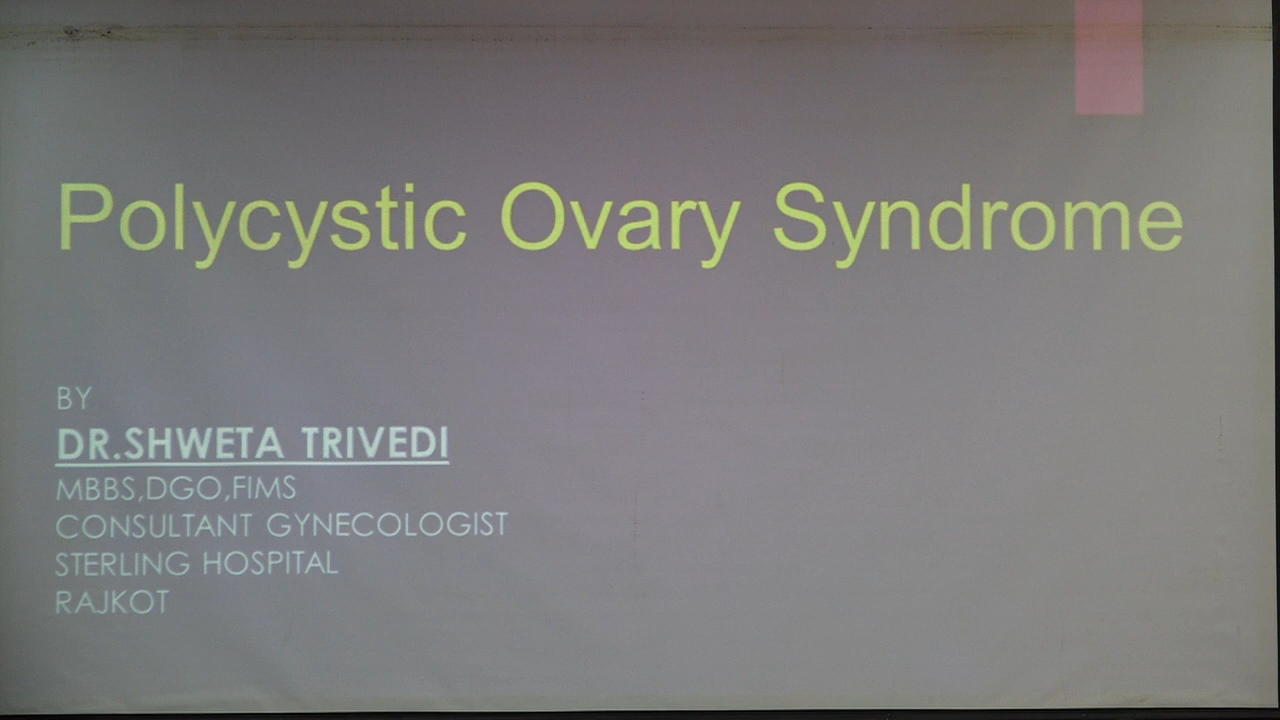 Polycystic Ovary Syndrome
BY
DR.SHWETA TRIVEDI
MBBS,DGO,FIMS
CONSULTANT GYNECOLOGIST
STERLING HOSPITAL
RAJKOT